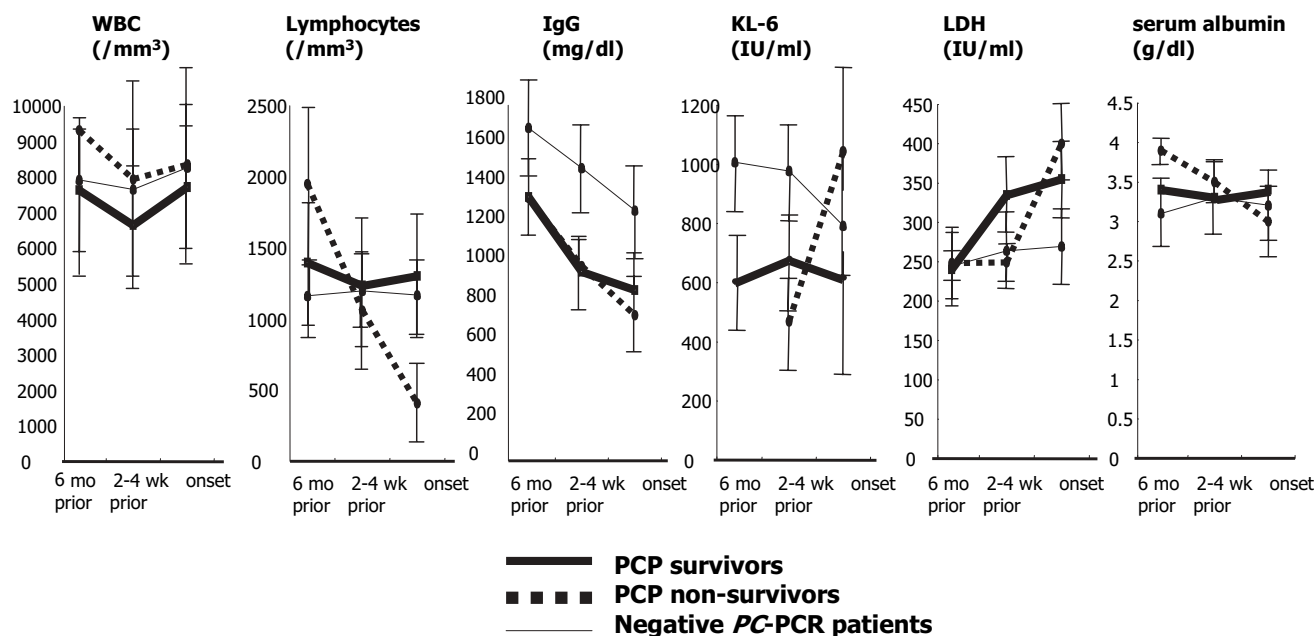 WBC
(/mm³)
Lymphocytes
(/mm³)
IgG
(mg/dl)
KL-6
(IU/ml)
LDH
(IU/ml)
serum albumin
(g/dl)
10000
9000
8000
7000
6000
5000
4000
3000
2000
1000
0
6 mo
prior
2-4 wk
prior
onset
2500
2000
1500
1000
500
0
6 mo
prior
2-4 wk
prior
onset
1800
1600
1400
1200
1000
800
600
400
200
0
6 mo
prior
2-4 wk
prior
onset
1200
1000
800
600
400
200
0
6 mo
prior
2-4 wk
prior
onset
450
400
350
300
250
200
150
100
50
0
6 mo
prior
2-4 wk
prior
onset
4.5
4
3.5
3
2.5
2
1.5
1
0.5
0
6 mo
prior
2-4 wk
prior
onset
PCP survivors
PCP non-survivors
Negative PC-PCR patients